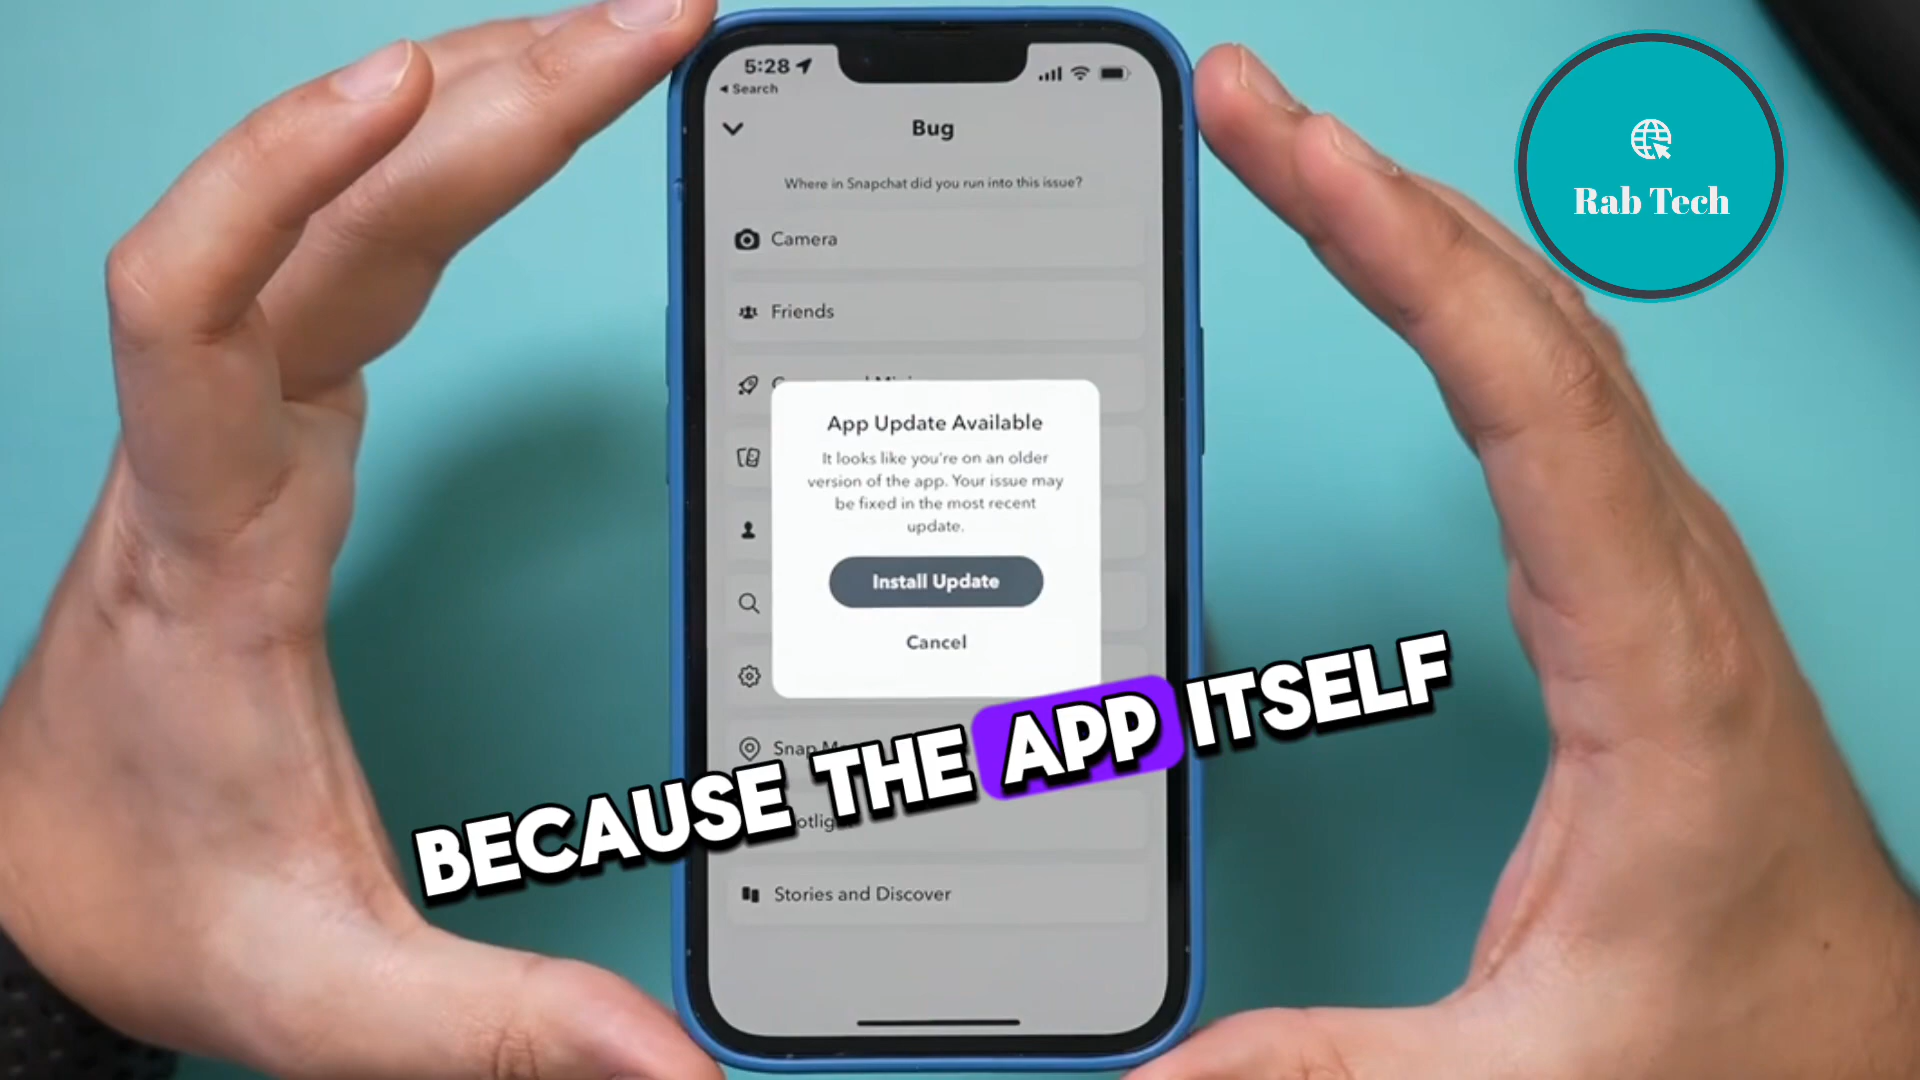 5:28
Search
Bug
Where in Snapchat did you run into this issue?
Camera
Friends
App Update Available
It looks like you're on an older
version of the app. Your issue may
be fixed in the most recent
update.
Install Update
Cancel
Snap
Stories and Discover
BECAUSE THE APP ITSELF
Rab Tech